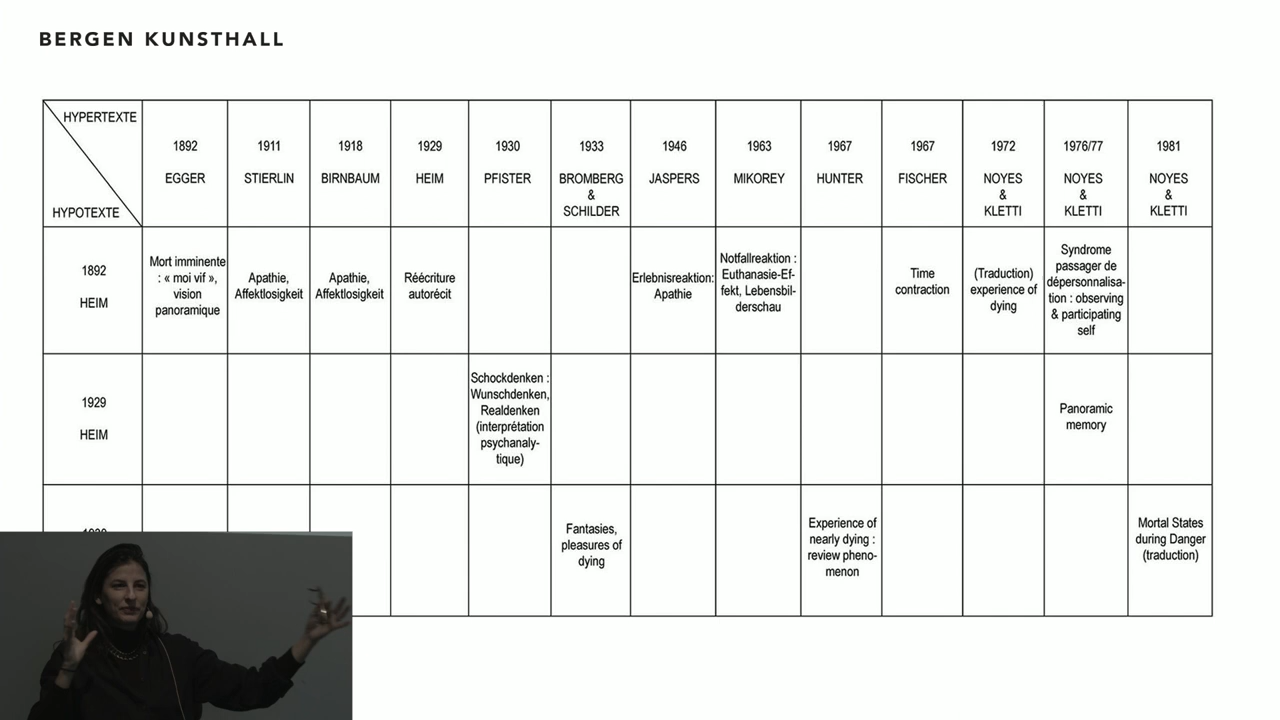 BERGEN KUNSTHALL
HYPERTEXTE
HYPOTEXTE
1892
EGGER
1911
STIERLIN
1918
BIRNBAUM
1929
HEIM
1930
PFISTER
1933
BROMBERG
&
SCHILDER
1946
JASPERS
1963
MIKOREY
1967
HUNTER
1967
FISCHER
1972
NOYES
&
KLETTI
1976/77
NOYES
&
KLETTI
1981
NOYES
&
KLETTI
1892
HEIM
Mort imminente
: « moi vif »,
vision
panoramique
Apathie,
Affektlosigkeit
Apathie,
Affektlosigkeit
Réécriture
autorécit
Erlebnisreaktion:
Apathie
Notfallreaktion :
Euthanasie-Ef-
fekt, Lebensbil-
derschau
Time
contraction
(Traduction)
experience of
dying
Syndrome
passager de
dépersonnalisa-
tion : observing
& participating
self
1929
HEIM
Schockdenken :
Wunschdenken,
Realdenken
(interprétation
psychanaly-
tique)
Panoramic
memory
Fantasies,
pleasures of
dying
Experience of
nearly dying :
review pheno-
menon
Mortal States
during Danger
(traduction)